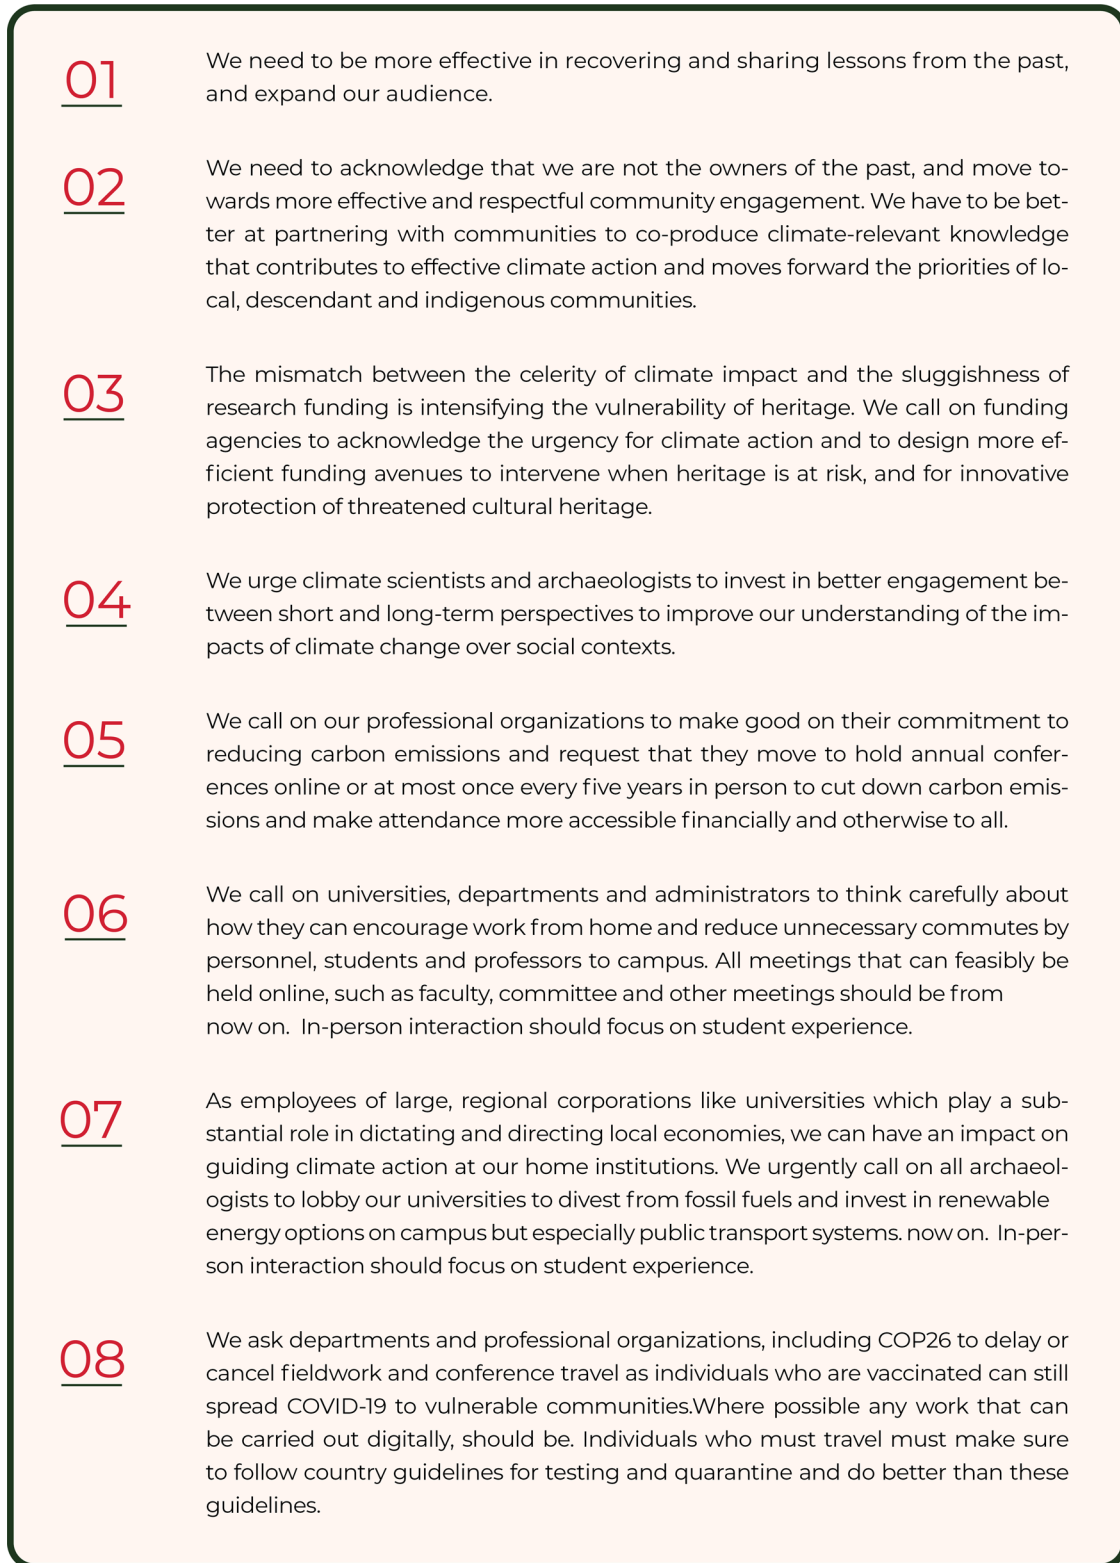 01
We need to be more effective in recovering and sharing lessons from the past,
and expand our audience.
02
We need to acknowledge that we are not the owners of the past, and move to-
wards more effective and respectful community engagement. We have to be bet-
ter at partnering with communities to co-produce climate-relevant knowledge
that contributes to effective climate action and moves forward the priorities of lo-
cal, descendant and indigenous communities.
03
The mismatch between the celerity of climate impact and the sluggishness of
research funding is intensifying the vulnerability of heritage. We call on funding
agencies to acknowledge the urgency for climate action and to design more ef-
ficient funding avenues to intervene when heritage is at risk, and for innovative
protection of threatened cultural heritage.
04
We urge climate scientists and archaeologists to invest in better engagement be-
tween short and long-term perspectives to improve our understanding of the im-
pacts of climate change over social contexts.
05
We call on our professional organizations to make good on their commitment to
reducing carbon emissions and request that they move to hold annual confer-
ences online or at most once every five years in person to cut down carbon emis-
sions and make attendance more accessible financially and otherwise to all.
06
We call on universities, departments and administrators to think carefully about
how they can encourage work from home and reduce unnecessary commutes by
personnel, students and professors to campus. All meetings that can feasibly be
held online, such as faculty, committee and other meetings should be from
now on.  In-person interaction should focus on student experience.
07
As employees of large, regional corporations like universities which play a sub-
stantial role in dictating and directing local economies, we can have an impact on
guiding climate action at our home institutions. We urgently call on all archaeol-
ogists to lobby our universities to divest from fossil fuels and invest in renewable
energy options on campus but especially public transport systems. now on.  In-per-
son interaction should focus on student experience.
08
We ask departments and professional organizations, including COP26 to delay or
cancel fieldwork and conference travel as individuals who are vaccinated can still
spread COVID-19 to vulnerable communities.Where possible any work that can
be carried out digitally, should be. Individuals who must travel must make sure
to follow country guidelines for testing and quarantine and do better than these
guidelines.